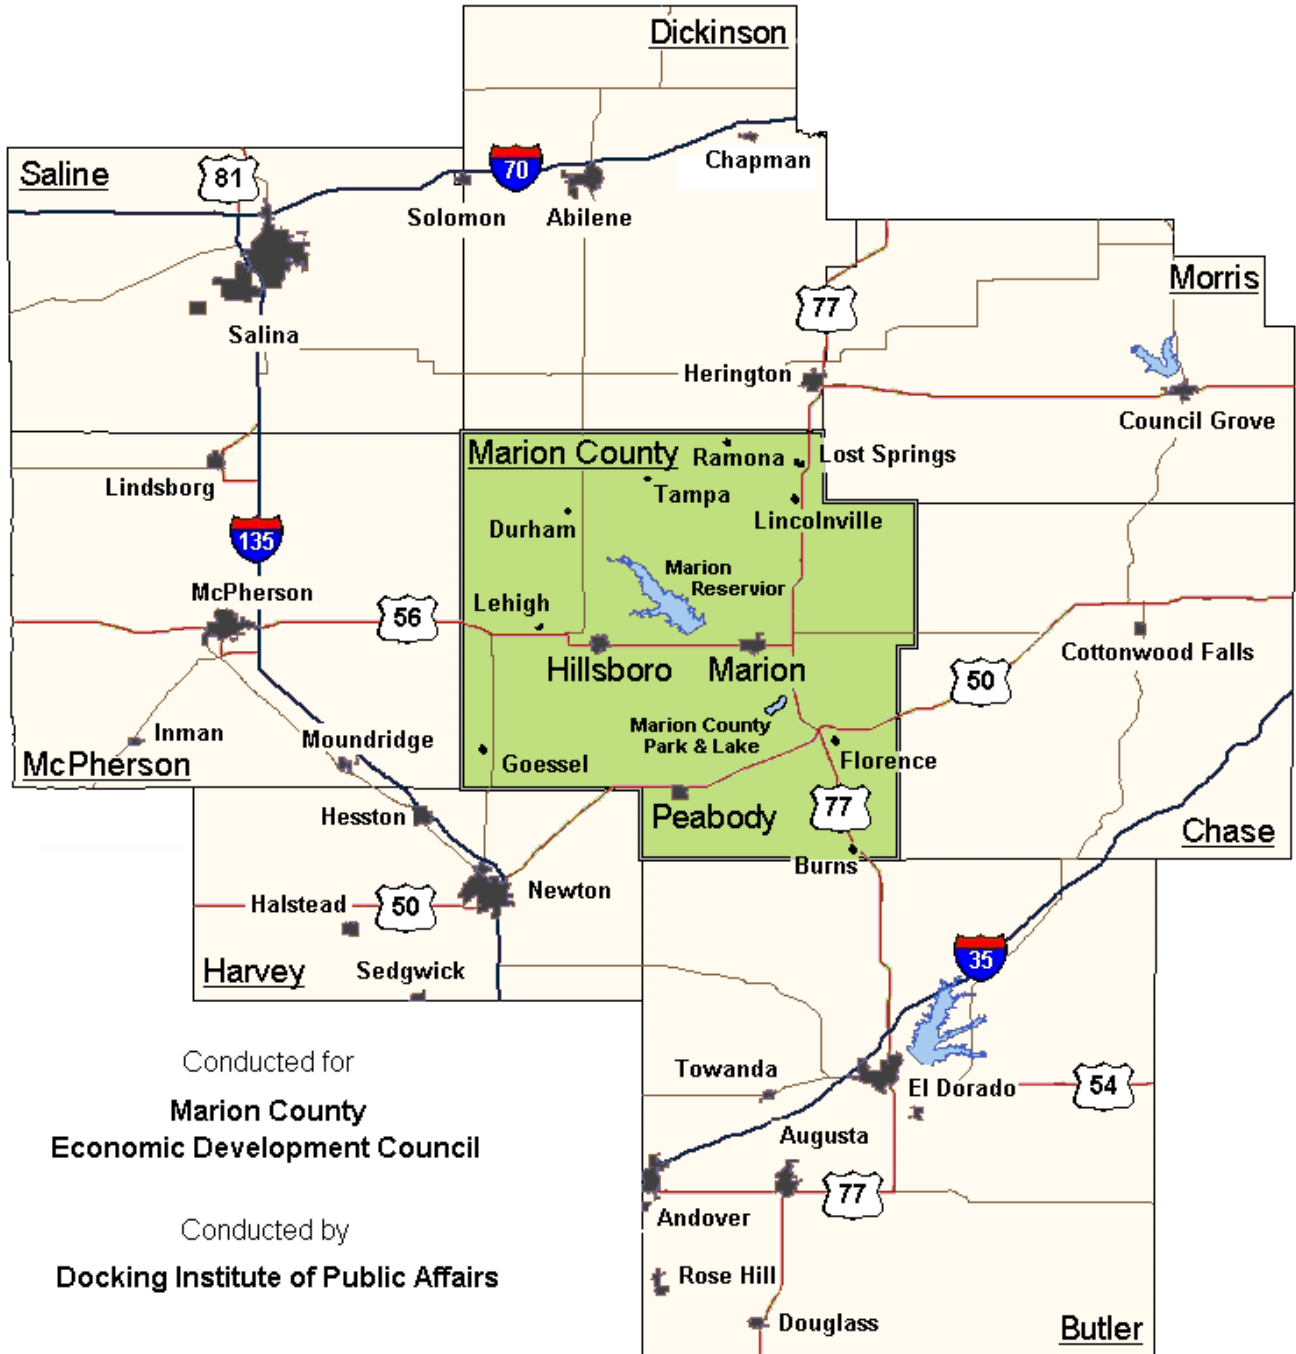 Dickinson
Chapman
70
Saline
81
Solomon
Abilene
Morris
77
Salina
Herington
Council Grove
Marion County
Ramona
Lost Springs
Lindsborg
Tampa
Durham
Lincolnville
135
Marion
Reservior
McPherson
Lehigh
56
Hillsboro
Marion
Cottonwood Falls
50
Marion County
Park & Lake
Inman
Moundridge
McPherson
Goessel
Florence
Hesston
Peabody
77
Chase
Burns
Newton
Halstead
50
35
Harvey
Sedgwick
Conducted for
Marion County
Economic Development Council
Towanda
El Dorado
54
Augusta
77
Andover
Conducted by
Docking Institute of Public Affairs
Rose Hill
Douglass
Butler